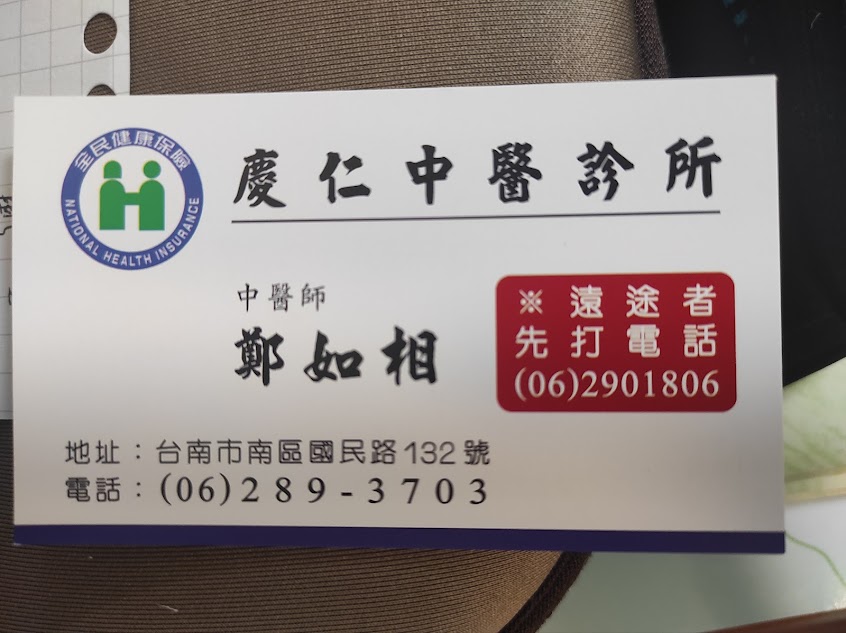 全民健康保險
NATIONAL HEALTH INSURANCE
慶仁中醫診所
中醫師
鄭如相
※遠途者
先打電話
(06)2901806
地址：台南市南區國民路132號
電話：(06)289-3703